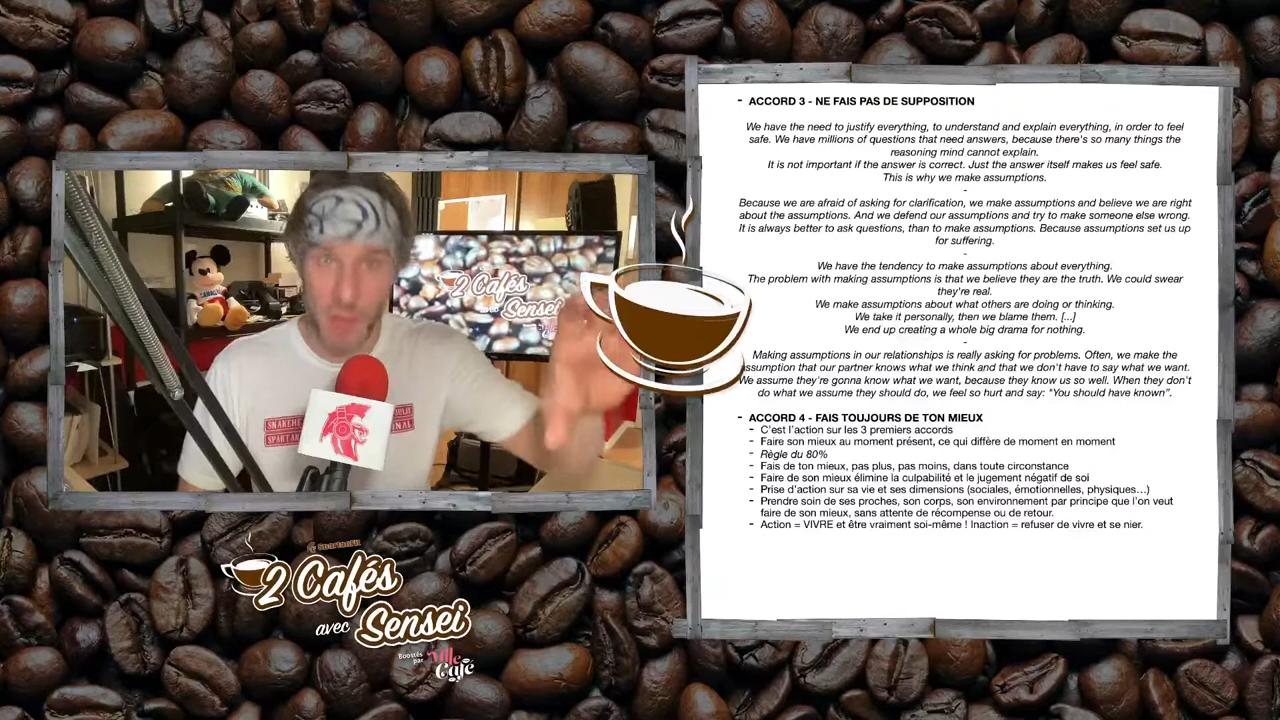 - ACCORD 3 - NE FAIS PAS DE SUPPOSITION
We have the need to justify everything, to understand and explain everything, in order to feel
safe. We have millions of questions that need answers, because there's so many things the
reasoning mind cannot explain.
It is not important if the answer is correct. Just the answer itself makes us feel safe.
This is why we make assumptions.
-
Because we are afraid of asking for clarification, we make assumptions and believe we are right
about the assumptions. And we defend our assumptions and try to make someone else wrong.
It is always better to ask questions, than to make assumptions. Because assumptions set us up
for suffering.
-
We have the tendency to make assumptions about everything.
The problem with making assumptions is that we believe they are the truth. We could swear
they're real.
We make assumptions about what others are doing or thinking.
We take it personally, then we blame them. [...]
We end up creating a whole big drama for nothing.
-
Making assumptions in our relationships is really asking for problems. Often, we make the
ssumption that our partner knows what we think and that we don't have to say what we want.
We assume they're gonna know what we want, because they know us so well. When they don't
do what we assume they should do, we feel so hurt and say: "You should have known".
- ACCORD 4 - FAIS TOUJOURS DE TON MIEUX
- C'est l'action sur les 3 premiers accords
- Faire son mieux au moment présent, ce qui diffère de moment en moment
- Règle du 80%
- Fais de ton mieux, pas plus, pas moins, dans toute circonstance
- Faire de son mieux élimine la culpabilité et le jugement négatif de soi
- Prise d'action sur sa vie et ses dimensions (sociales, émotionnelles, physiques...)
- Prendre soin de ses proches, son corps, son environnement par principe que l'on veut
faire de son mieux, sans attente de récompense ou de retour.
- Action = VIVRE et être vraiment soi-même ! Inaction = refuser de vivre et se nier.
2 Cafés
Sensei
SNAKEHE
SPARTA
NAL
2 Cafés
avec Sensei
Boostés
par
Café